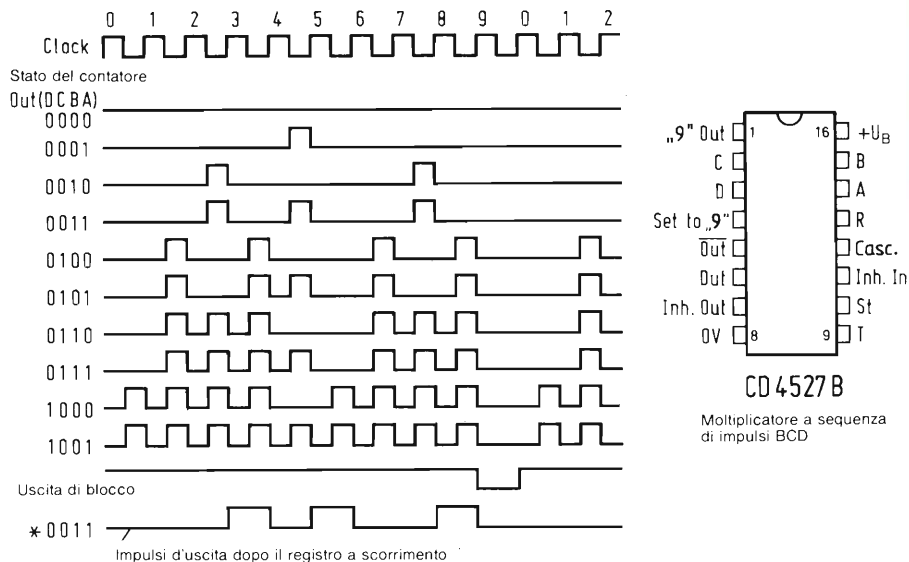 0 1 2 3 4 5 6 7 8 9 0 1 2
Clock
Stato del contatore
Out(DCBA)
0000
0001
0010
0011
0100
0101
0110
0111
1000
1001
Uscita di blocco
*0011
Impulsi d'uscita dopo il registro a scorrimento
„9" Out 1 16 +UB
C B
D A
Set to „9" R
O̅u̅t̅ Casc.
Out Inh. In
Inh. Out St
0V 8 9 T
CD 4527 B
Moltiplicatore a sequenza
di impulsi BCD